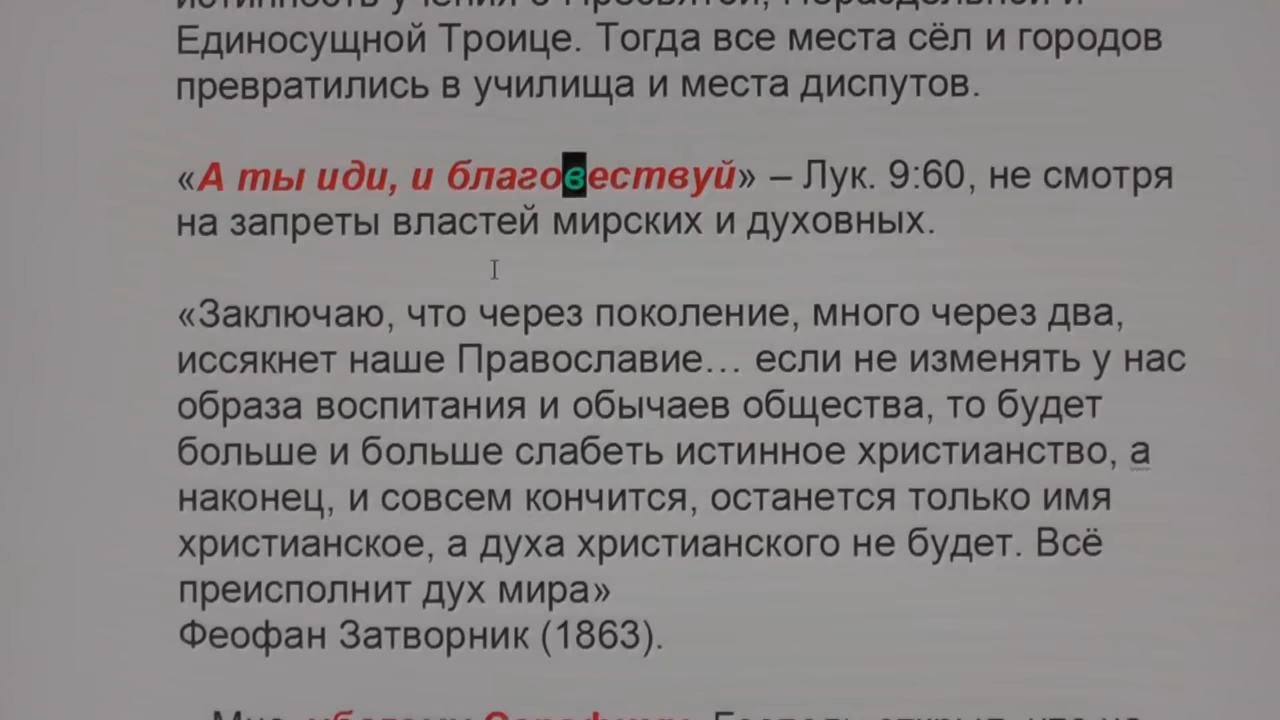 Единосущной Троице. Тогда все места сёл и городов
превратились в училища и места диспутов.
«А ты иди, и благовествуй» – Лук. 9:60, не смотря
на запреты властей мирских и духовных.
«Заключаю, что через поколение, много через два,
иссякнет наше Православие… если не изменять у нас
образа воспитания и обычаев общества, то будет
больше и больше слабеть истинное христианство, а
наконец, и совсем кончится, останется только имя
христианское, а духа христианского не будет. Всё
преисполнит дух мира»
Феофан Затворник (1863).